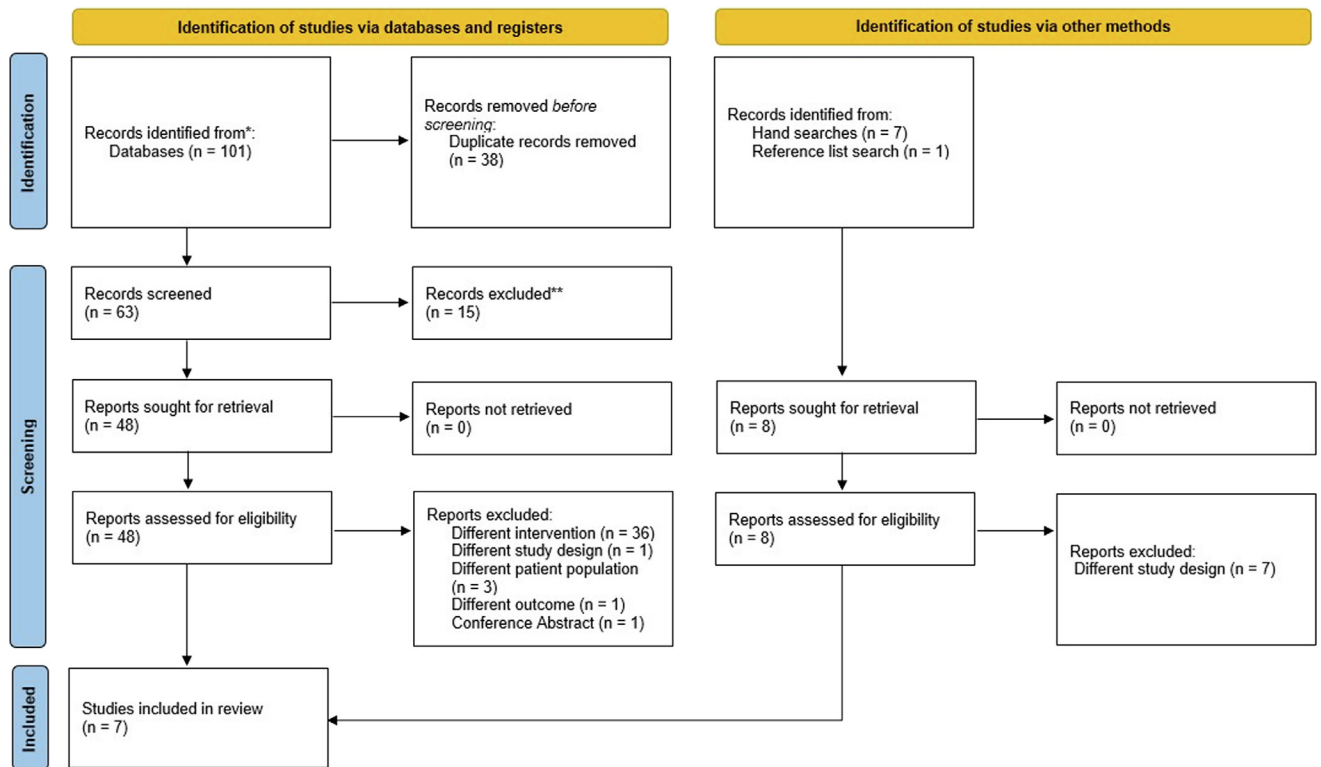 Identification of studies via databases and registers
Identification of studies via other methods
Identification
Records identified from*:
Databases (n = 101)
Records removed before
screening:
Duplicate records removed
(n = 38)
Records identified from:
Hand searches (n = 7)
Reference list search (n = 1)
Screening
Records screened
(n = 63)
Records excluded**
(n = 15)
Reports sought for retrieval
(n = 48)
Reports not retrieved
(n = 0)
Reports sought for retrieval
(n = 8)
Reports not retrieved
(n = 0)
Reports assessed for eligibility
(n = 48)
Reports excluded:
Different intervention (n = 36)
Different study design (n = 1)
Different patient population
(n = 3)
Different outcome (n = 1)
Conference Abstract (n = 1)
Reports assessed for eligibility
(n = 8)
Reports excluded:
Different study design (n = 7)
Included
Studies included in review
(n = 7)